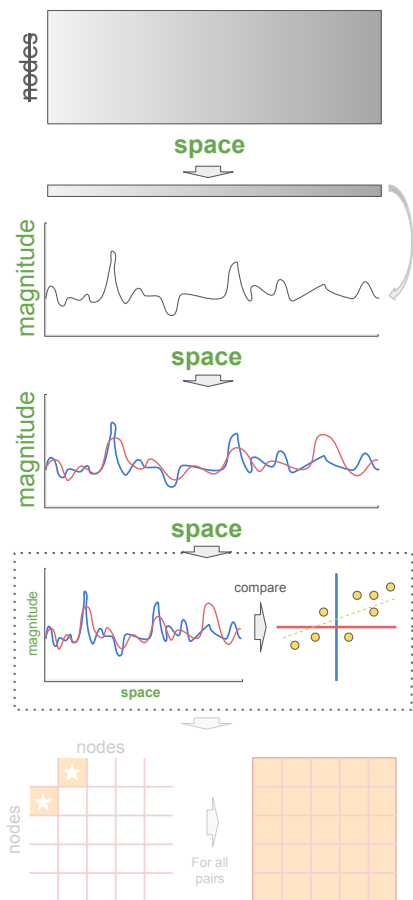 nodes
space
magnitude
space
magnitude
space
magnitude
space
compare
nodes
nodes
For all
pairs